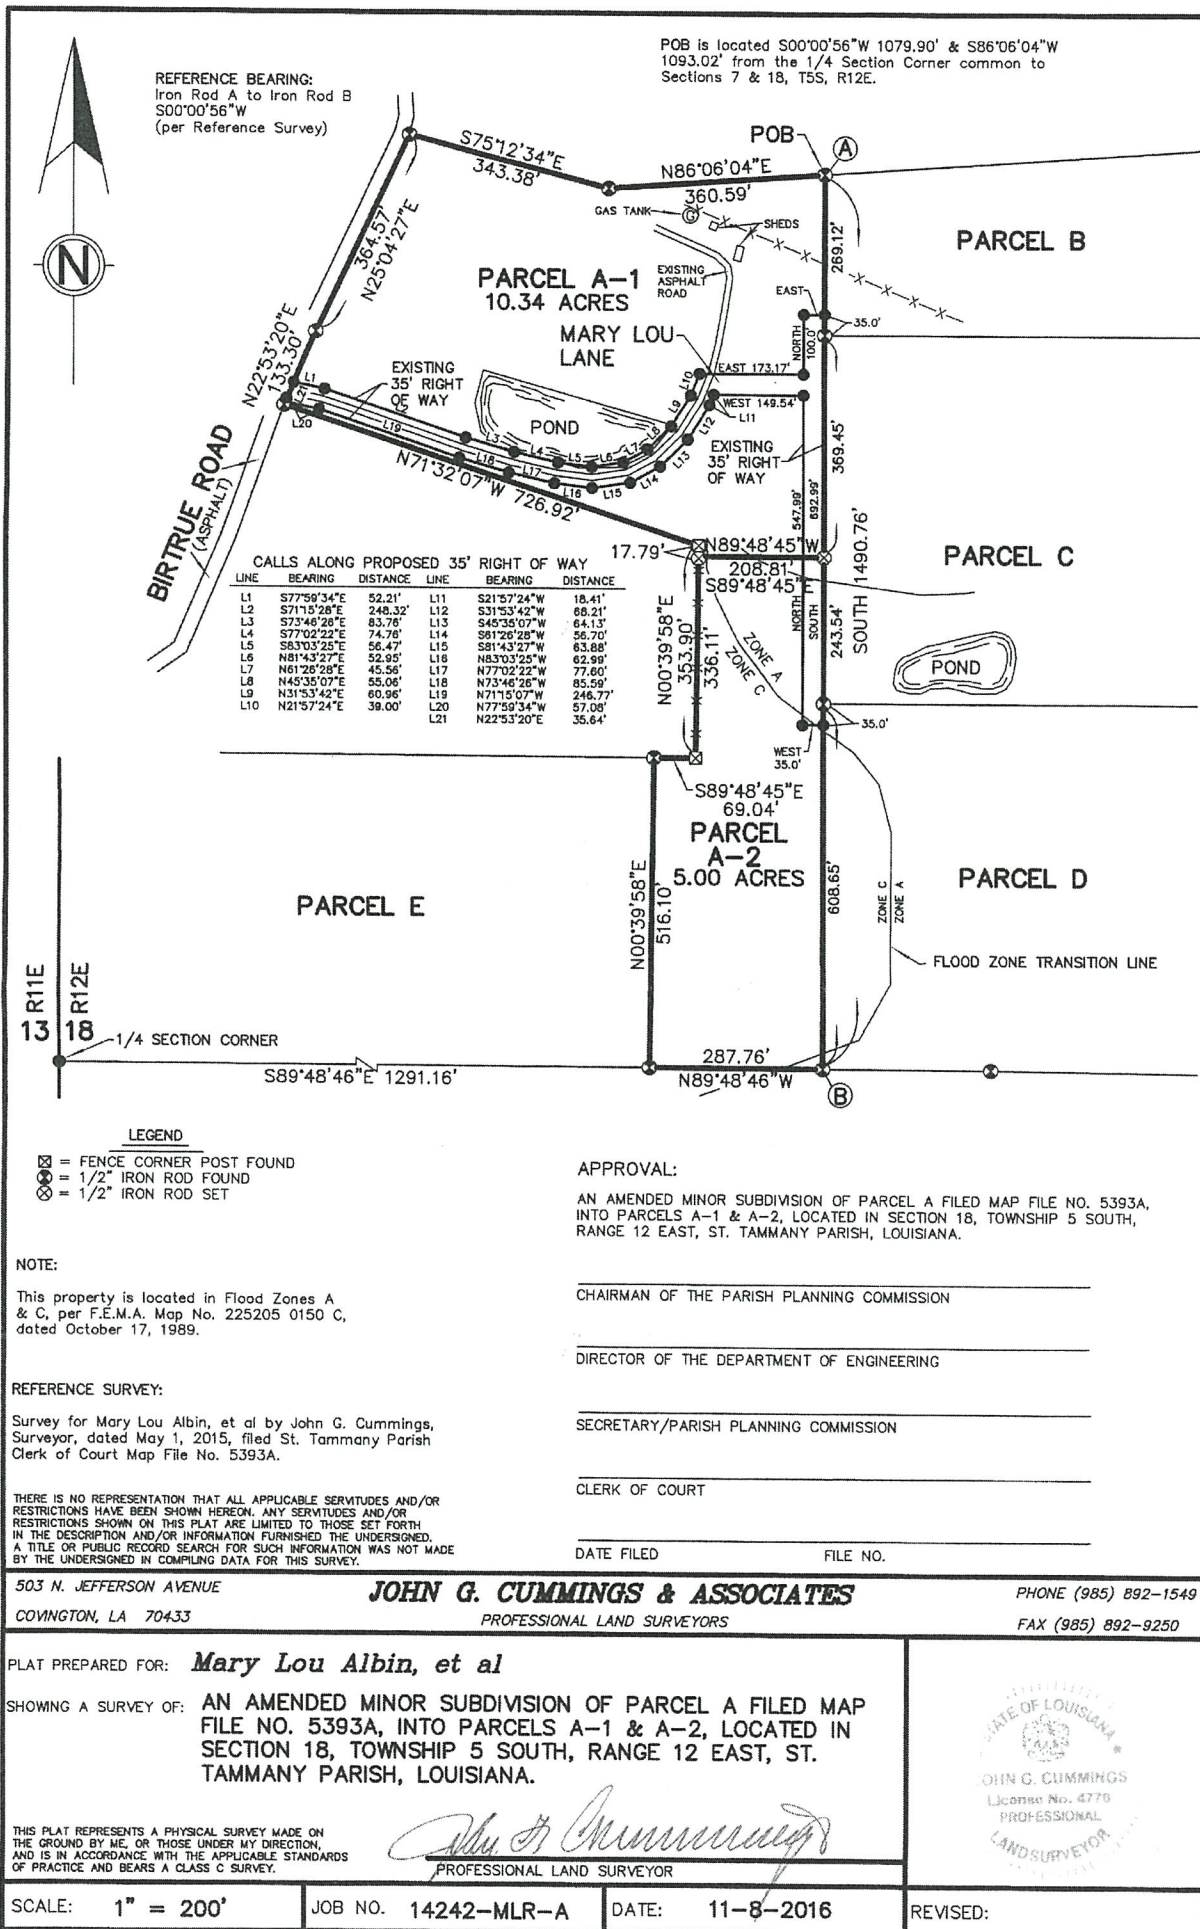 POB is located S00°00'56"W 1079.90' & S86°06'04"W
1093.02' from the 1/4 Section Corner common to
Sections 7 & 18, T5S, R12E.
REFERENCE BEARING:
Iron Rod A to Iron Rod B
S00°00'56"W
(per Reference Survey)
N
POB
A
S75°12'34"E
343.38'
N86°06'04"E
360.59'
GAS TANK
G
SHEDS
269.12'
PARCEL B
364.57'
N25°04'27"E
PARCEL A-1
10.34 ACRES
EXISTING
ASPHALT
ROAD
EAST
35.0'
NORTH
100.0'
MARY LOU
LANE
EAST 173.17'
WEST 149.54'
N22°53'20"E
133.30'
EXISTING
35' RIGHT
OF WAY
POND
L1
L2
L3
L4
L5
L6
L7
L8
L9
L10
L11
L12
L13
L14
L15
L16
L17
L18
L19
L20
L21
EXISTING
35' RIGHT
OF WAY
369.45'
547.99'
692.99'
N71°32'07"W 726.92'
BIRTRUE ROAD
(ASPHALT)
17.79'
N89°48'45"W
208.81'
S89°48'45"E
PARCEL C
SOUTH 1490.76'
NORTH
SOUTH
243.54'
CALLS ALONG PROPOSED 35' RIGHT OF WAY
LINE BEARING DISTANCE LINE BEARING DISTANCE
L1 S77°59'34"E 52.21' L11 S21°57'24"W 18.41'
L2 S71°15'28"E 248.32' L12 S31°53'42"W 68.21'
L3 S73°46'26"E 83.76' L13 S45°35'07"W 64.13'
L4 S77°02'22"E 74.76' L14 S61°26'28"W 56.70'
L5 S83°03'25"E 56.47' L15 S81°43'27"W 63.88'
L6 N81°43'27"E 52.95' L16 N83°03'25"W 62.99'
L7 N61°26'28"E 45.56' L17 N77°02'22"W 77.60'
L8 N45°35'07"E 55.06' L18 N73°46'26"W 85.59'
L9 N31°53'42"E 60.96' L19 N71°15'07"W 246.77'
L10 N21°57'24"E 39.00' L20 N77°59'34"W 57.08'
L21 N22°53'20"E 35.64'
N00°39'58"E
353.90'
336.11'
ZONE A
ZONE C
POND
35.0'
WEST
35.0'
S89°48'45"E
69.04'
PARCEL
A-2
5.00 ACRES
N00°39'58"E
516.10'
608.65'
ZONE C
ZONE A
PARCEL D
PARCEL E
FLOOD ZONE TRANSITION LINE
R11E
R12E
13 18
1/4 SECTION CORNER
S89°48'46"E 1291.16'
287.76'
N89°48'46"W
B
LEGEND
= FENCE CORNER POST FOUND
= 1/2" IRON ROD FOUND
= 1/2" IRON ROD SET
NOTE:
This property is located in Flood Zones A
& C, per F.E.M.A. Map No. 225205 0150 C,
dated October 17, 1989.
REFERENCE SURVEY:
Survey for Mary Lou Albin, et al by John G. Cummings,
Surveyor, dated May 1, 2015, filed St. Tammany Parish
Clerk of Court Map File No. 5393A.
THERE IS NO REPRESENTATION THAT ALL APPLICABLE SERVITUDES AND/OR
RESTRICTIONS HAVE BEEN SHOWN HEREON. ANY SERVITUDES AND/OR
RESTRICTIONS SHOWN ON THIS PLAT ARE LIMITED TO THOSE SET FORTH
IN THE DESCRIPTION AND/OR INFORMATION FURNISHED THE UNDERSIGNED.
A TITLE OR PUBLIC RECORD SEARCH FOR SUCH INFORMATION WAS NOT MADE
BY THE UNDERSIGNED IN COMPILING DATA FOR THIS SURVEY.
APPROVAL:
AN AMENDED MINOR SUBDIVISION OF PARCEL A FILED MAP FILE NO. 5393A,
INTO PARCELS A-1 & A-2, LOCATED IN SECTION 18, TOWNSHIP 5 SOUTH,
RANGE 12 EAST, ST. TAMMANY PARISH, LOUISIANA.
CHAIRMAN OF THE PARISH PLANNING COMMISSION
DIRECTOR OF THE DEPARTMENT OF ENGINEERING
SECRETARY/PARISH PLANNING COMMISSION
CLERK OF COURT
DATE FILED FILE NO.
503 N. JEFFERSON AVENUE
COVINGTON, LA 70433
JOHN G. CUMMINGS & ASSOCIATES
PROFESSIONAL LAND SURVEYORS
PHONE (985) 892-1549
FAX (985) 892-9250
PLAT PREPARED FOR: Mary Lou Albin, et al
SHOWING A SURVEY OF: AN AMENDED MINOR SUBDIVISION OF PARCEL A FILED MAP
FILE NO. 5393A, INTO PARCELS A-1 & A-2, LOCATED IN
SECTION 18, TOWNSHIP 5 SOUTH, RANGE 12 EAST, ST.
TAMMANY PARISH, LOUISIANA.
THIS PLAT REPRESENTS A PHYSICAL SURVEY MADE ON
THE GROUND BY ME, OR THOSE UNDER MY DIRECTION,
AND IS IN ACCORDANCE WITH THE APPLICABLE STANDARDS
OF PRACTICE AND BEARS A CLASS C SURVEY.
John G. Cummings
PROFESSIONAL LAND SURVEYOR
STATE OF LOUISIANA
JOHN G. CUMMINGS
License No. 4770
PROFESSIONAL
LAND SURVEYOR
SCALE: 1" = 200'
JOB NO. 14242-MLR-A
DATE: 11-8-2016
REVISED: